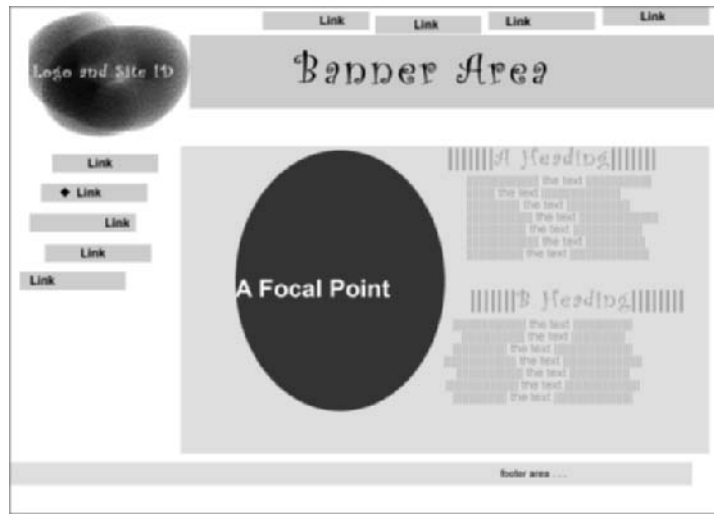 Link
Link
Link
Link
Logo and Site ID
Banner Area
Link
Link
Link
Link
Link
A Focal Point
A Heading
the text
the text
the text
the text
the text
the text
the text
B Heading
the text
the text
the text
the text
the text
the text
the text
footer area . . .